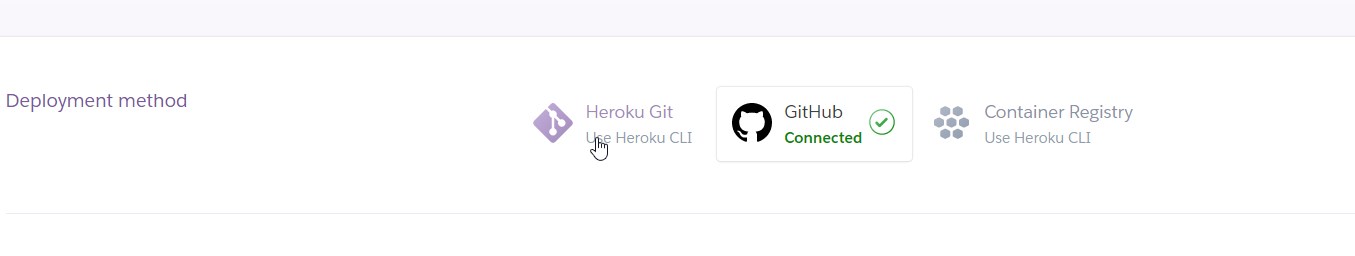 Deployment method
Heroku Git
Use Heroku CLI
GitHub
Connected
Container Registry
Use Heroku CLI